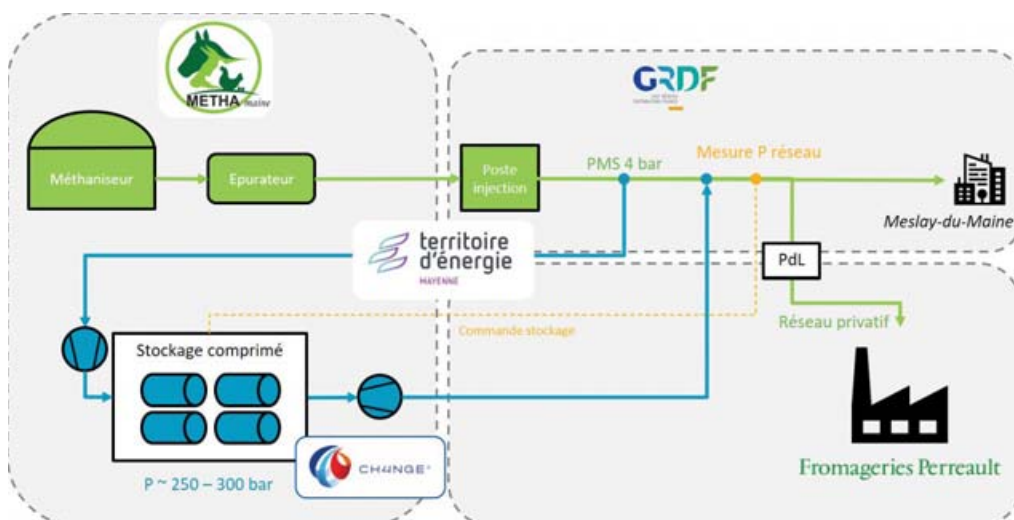 METHA maine
GRDF
Méthaniseur
Epurateur
Poste
injection
PMS 4 bar
Mesure P réseau
Meslay-du-Maine
territoire
d'énergie
MAYENNE
PdL
Stockage comprimé
Commande stockage
Réseau privatif
CH4NGE
P ~ 250 – 300 bar
Fromageries Perreault